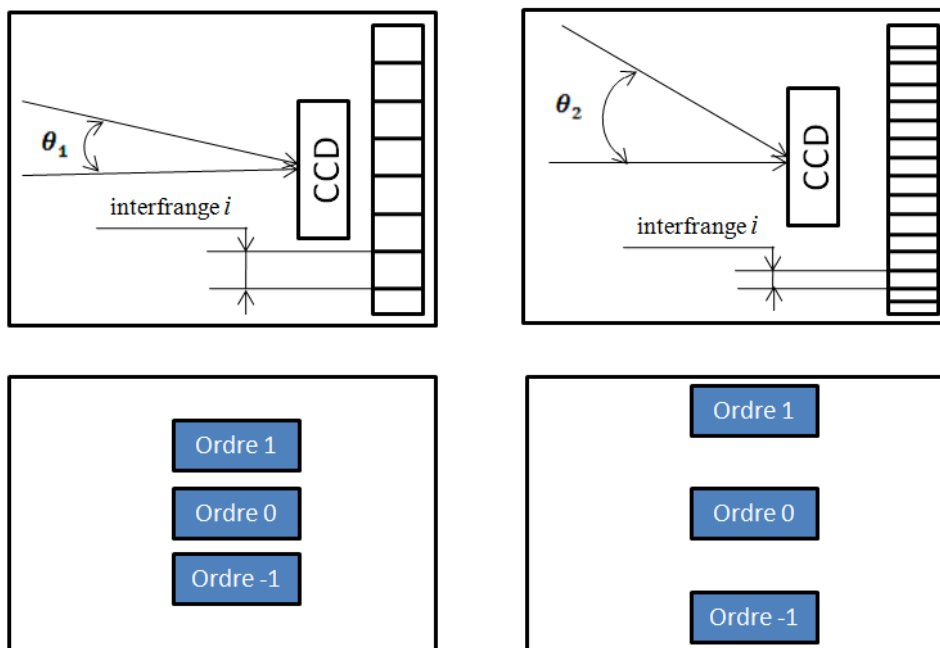 θ₁
CCD
interfrange i
θ₂
CCD
interfrange i
Ordre 1
Ordre 0
Ordre -1
Ordre 1
Ordre 0
Ordre -1